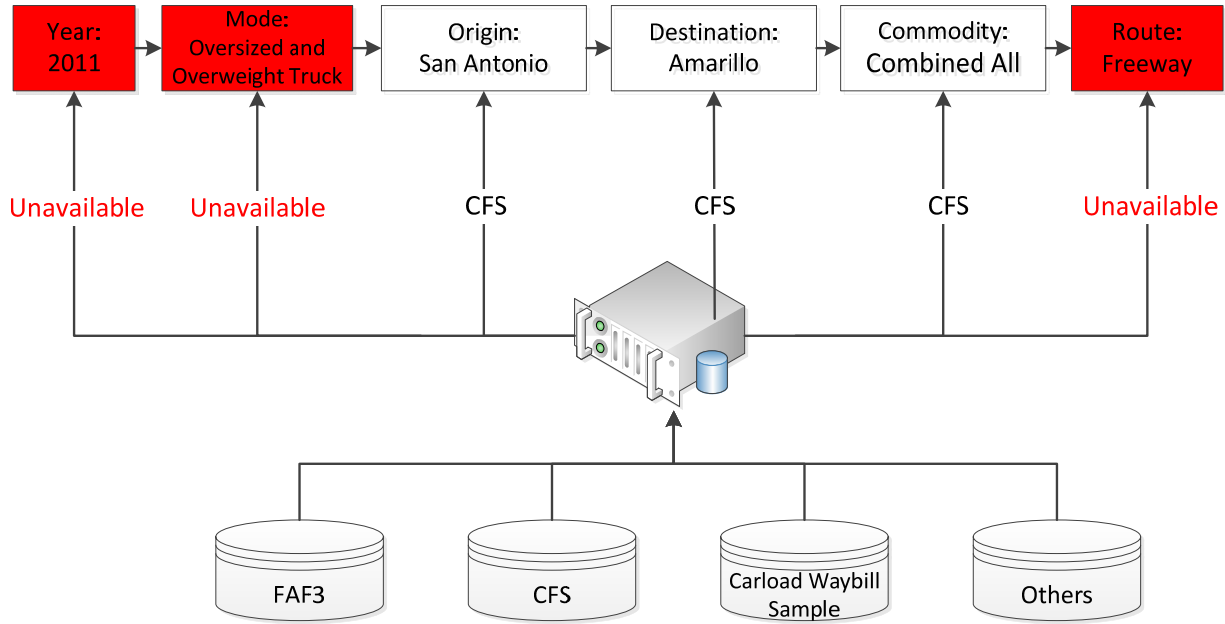 Year:
2011
Mode:
Oversized and
Overweight Truck
Origin:
San Antonio
Destination:
Amarillo
Commodity:
Combined All
Route:
Freeway
Unavailable
Unavailable
CFS
CFS
CFS
Unavailable
FAF3
CFS
Carload Waybill
Sample
Others